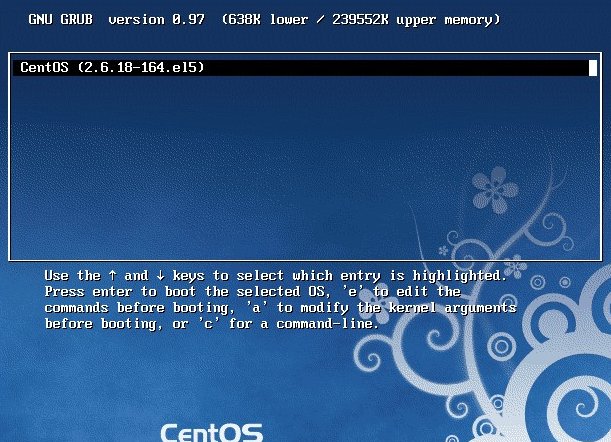 GNU GRUB  version 0.97  (638K lower / 239552K upper memory)
CentOS (2.6.18-164.el5)
Use the ↑ and ↓ keys to select which entry is highlighted.
Press enter to boot the selected OS, 'e' to edit the
commands before booting, 'a' to modify the kernel arguments
before booting, or 'c' for a command-line.
CentOS